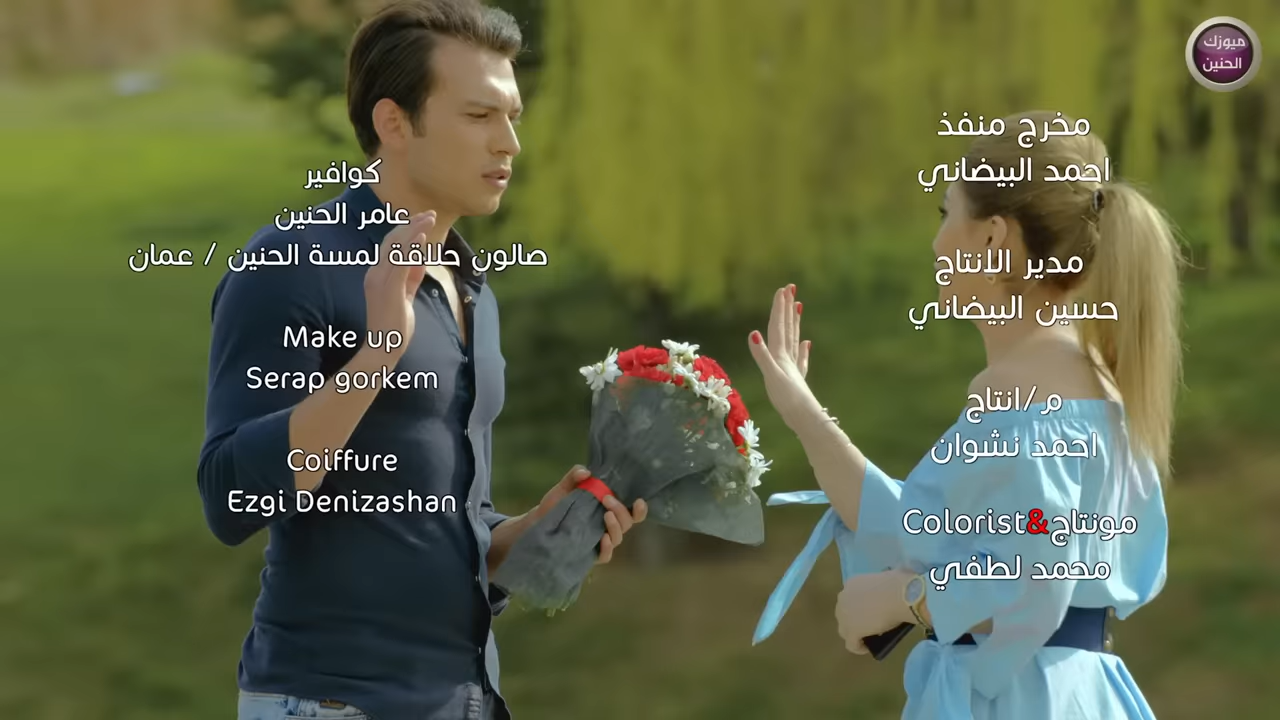 ميوزك
الحنين
مخرج منفذ
احمد البيضاني
مدير الانتاج
حسين البيضاني
م/انتاج
احمد نشوان
Colorist&مونتاج
محمد لطفي
كوافير
عامر الحنين
صالون حلاقة لمسة الحنين / عمان
Make up
Serap gorkem
Coiffure
Ezgi Denizashan